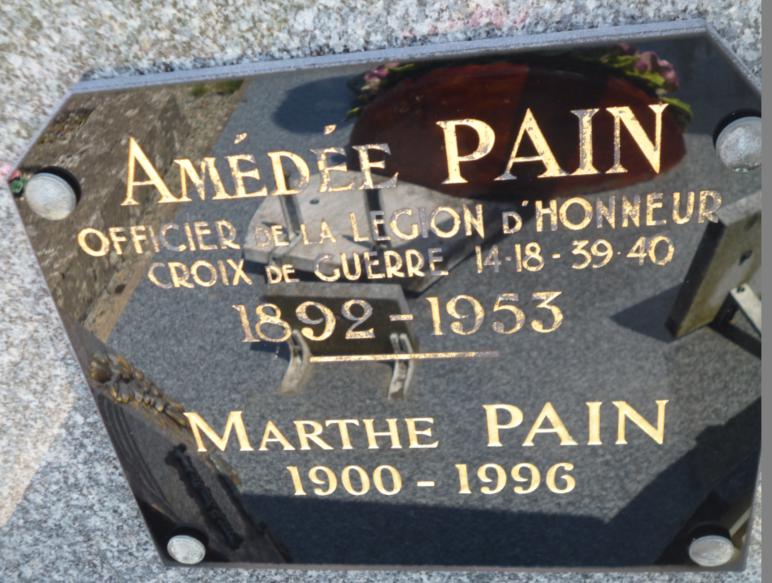 AMÉDÉE PAIN
OFFICIER DE LA LEGION D'HONNEUR
CROIX DE GUERRE 14-18-39-40
1892-1953
MARTHE PAIN
1900-1996